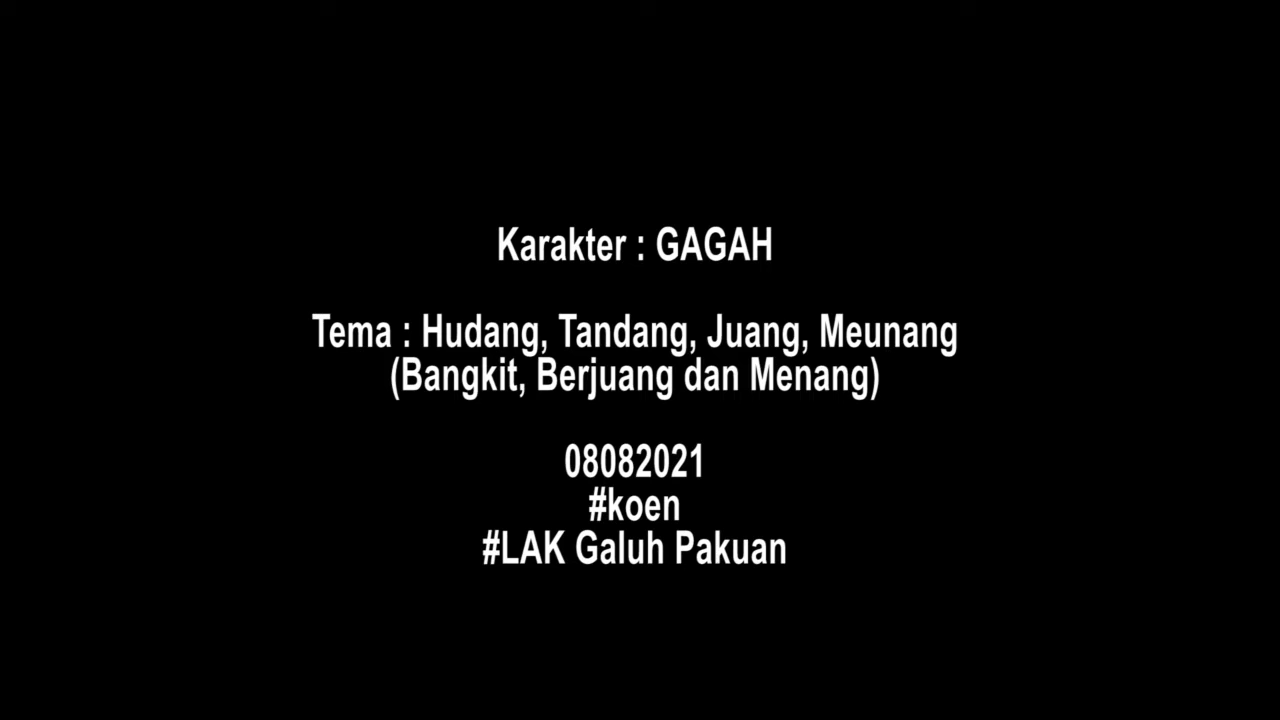 Karakter : GAGAH
Tema : Hudang, Tandang, Juang, Meunang
(Bangkit, Berjuang dan Menang)
08082021
#koen
#LAK Galuh Pakuan